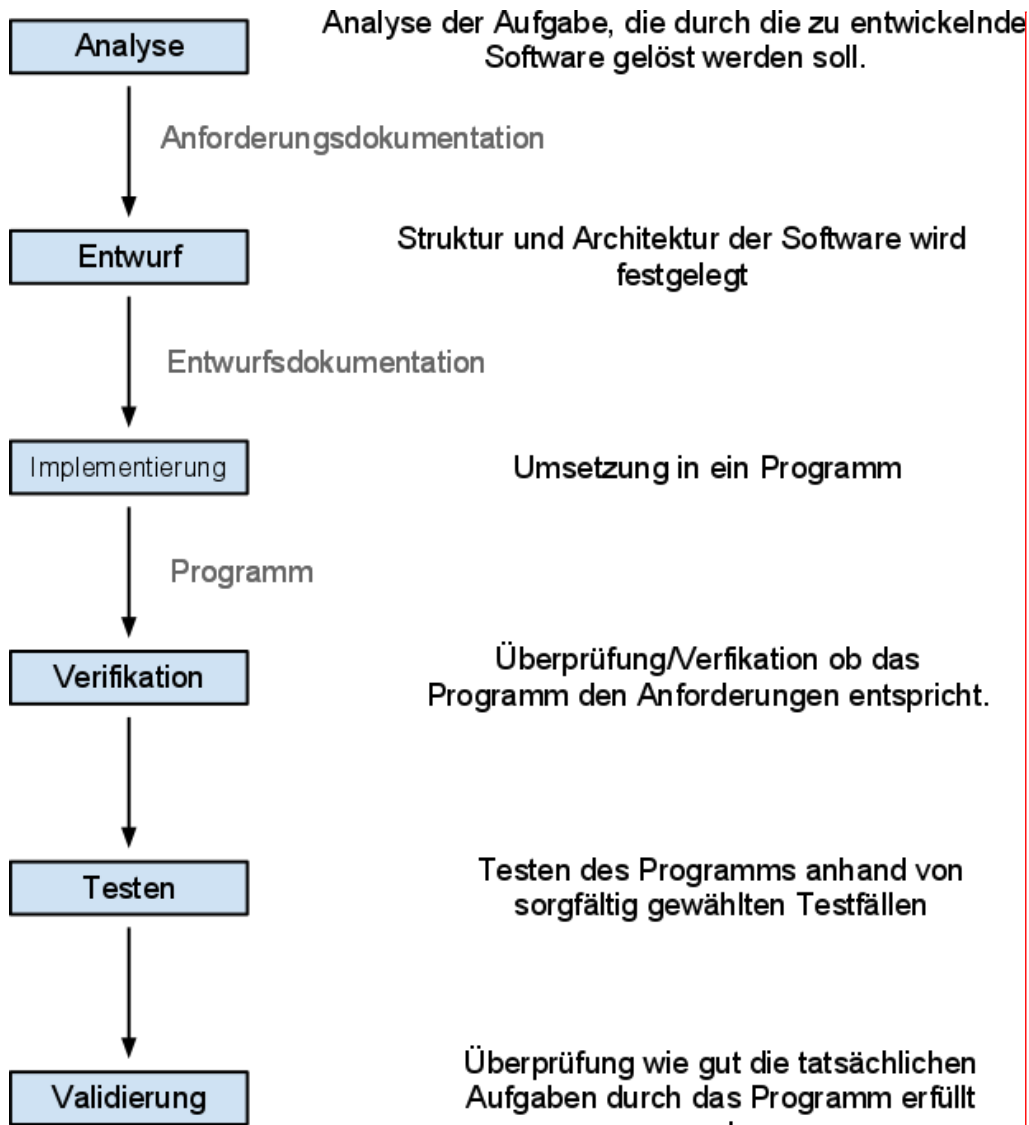 Analyse
Analyse der Aufgabe, die durch die zu entwickelnde
Software gelöst werden soll.
Anforderungsdokumentation
Entwurf
Struktur und Architektur der Software wird
festgelegt
Entwurfsdokumentation
Implementierung
Umsetzung in ein Programm
Programm
Verifikation
Überprüfung/Verfikation ob das
Programm den Anforderungen entspricht.
Testen
Testen des Programms anhand von
sorgfältig gewählten Testfällen
Validierung
Überprüfung wie gut die tatsächlichen
Aufgaben durch das Programm erfüllt